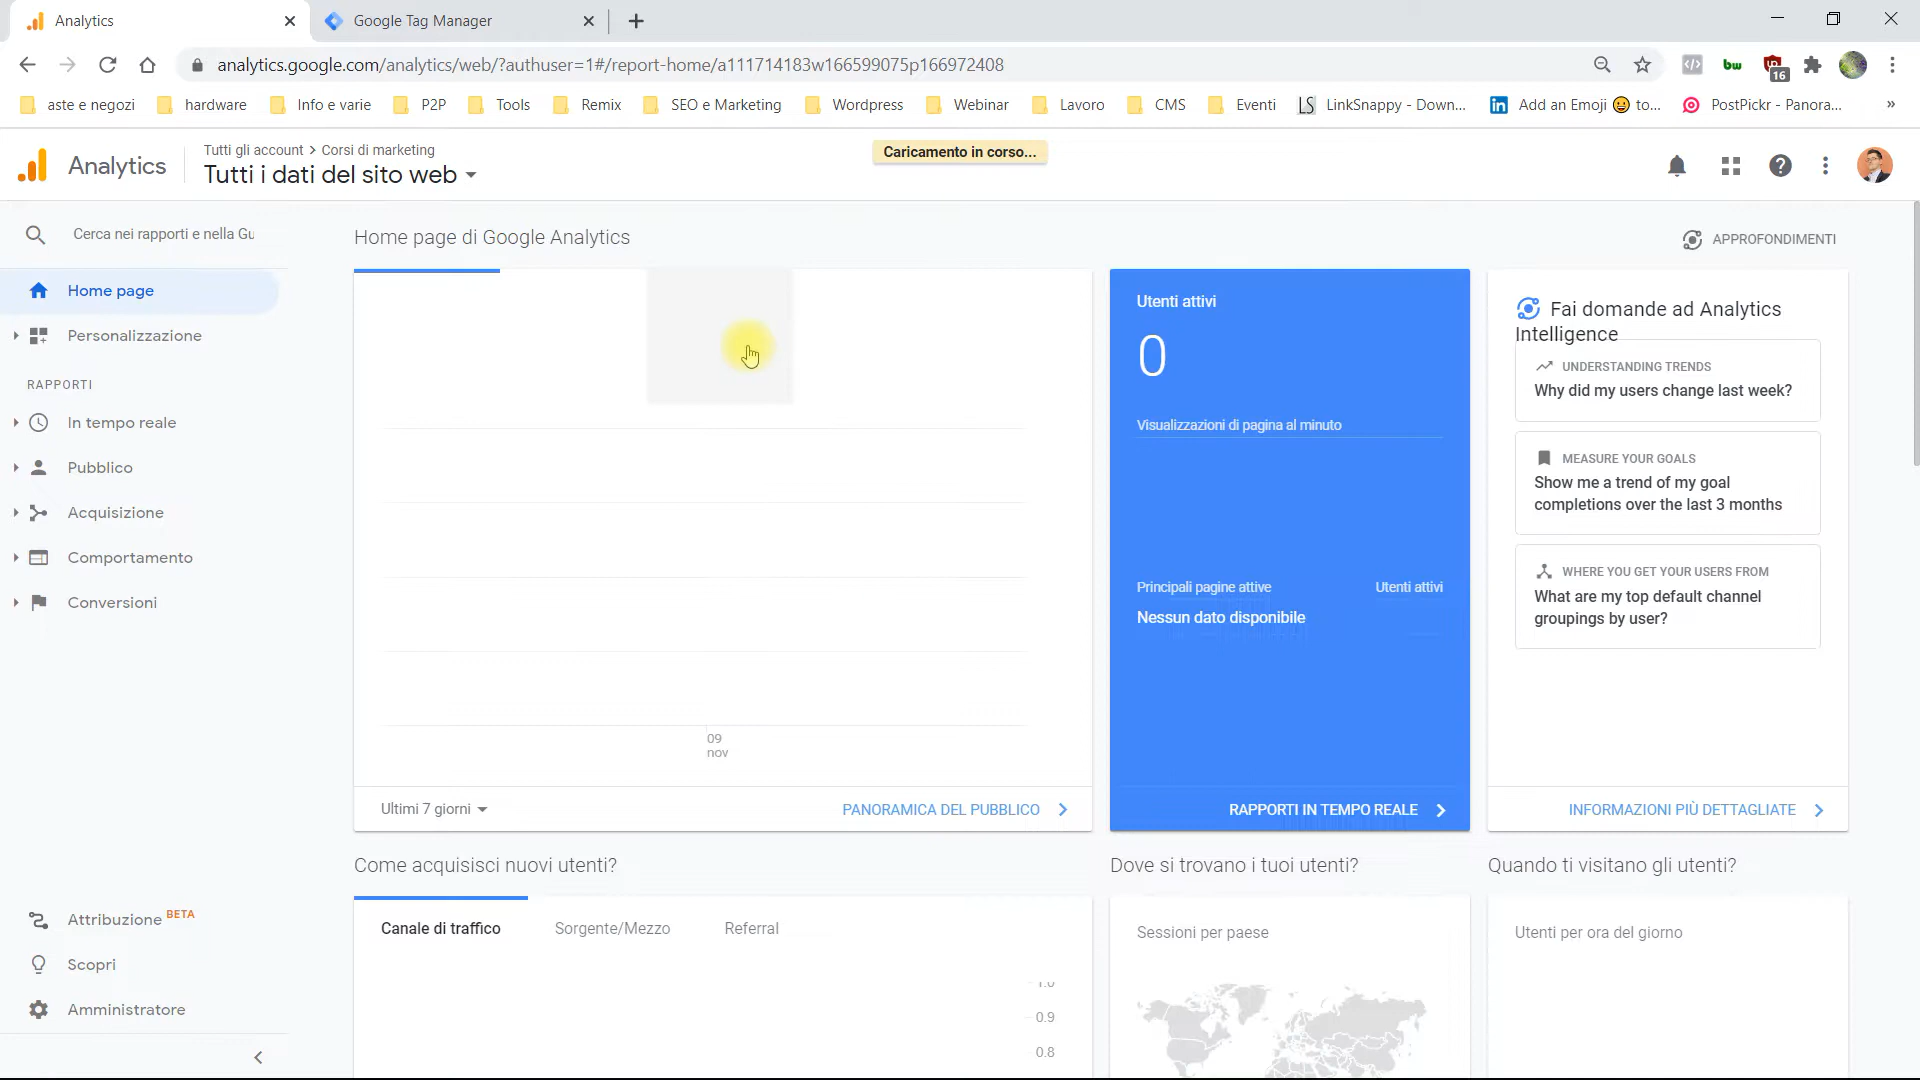 Analytics
Google Tag Manager
analytics.google.com/analytics/web/?authuser=1#/report-home/a111714183w166599075p166972408
bw
16
aste e negozi
hardware
Info e varie
P2P
Tools
Remix
SEO e Marketing
Wordpress
Webinar
Lavoro
CMS
Eventi
LS LinkSnappy - Down...
Add an Emoji 😀 to...
PostPickr - Panora...
»
Analytics
Tutti gli account > Corsi di marketing
Tutti i dati del sito web
Caricamento in corso...
Cerca nei rapporti e nella Gu
Home page
Personalizzazione
RAPPORTI
In tempo reale
Pubblico
Acquisizione
Comportamento
Conversioni
Attribuzione BETA
Scopri
Amministratore
Home page di Google Analytics
APPROFONDIMENTI
09
nov
Ultimi 7 giorni
PANORAMICA DEL PUBBLICO
Utenti attivi
0
Visualizzazioni di pagina al minuto
Principali pagine attive
Utenti attivi
Nessun dato disponibile
RAPPORTI IN TEMPO REALE
Fai domande ad Analytics
Intelligence
UNDERSTANDING TRENDS
Why did my users change last week?
MEASURE YOUR GOALS
Show me a trend of my goal
completions over the last 3 months
WHERE YOU GET YOUR USERS FROM
What are my top default channel
groupings by user?
INFORMAZIONI PIÙ DETTAGLIATE
Come acquisisci nuovi utenti?
Canale di traffico
Sorgente/Mezzo
Referral
1.0
0.9
0.8
Dove si trovano i tuoi utenti?
Sessioni per paese
Quando ti visitano gli utenti?
Utenti per ora del giorno